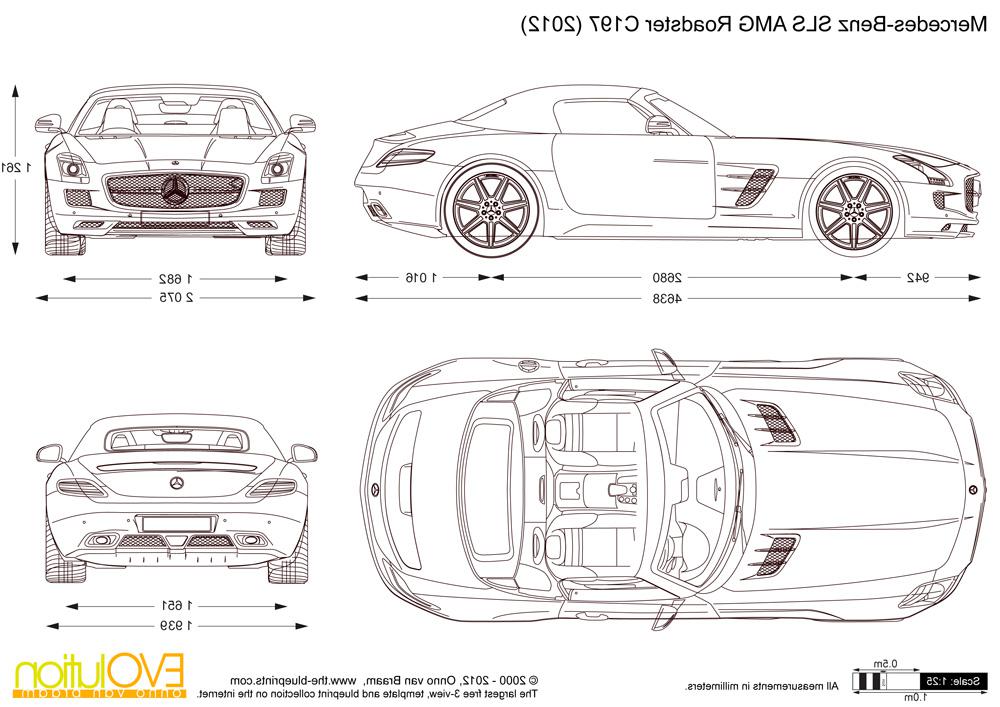 Mercedes-Benz SLS AMG Roadster C197 (2012)
1 261
1 682
2 075
1 016
2680
942
4638
1 651
1 939
EVOlution
onno van braam
© 2000 - 2012, Onno van Braam, www.the-blueprints.com
The largest free 3-view, template and blueprint collection on the internet.
All measurements in millimeters.
0.5m
Scale: 1:25
1.0m